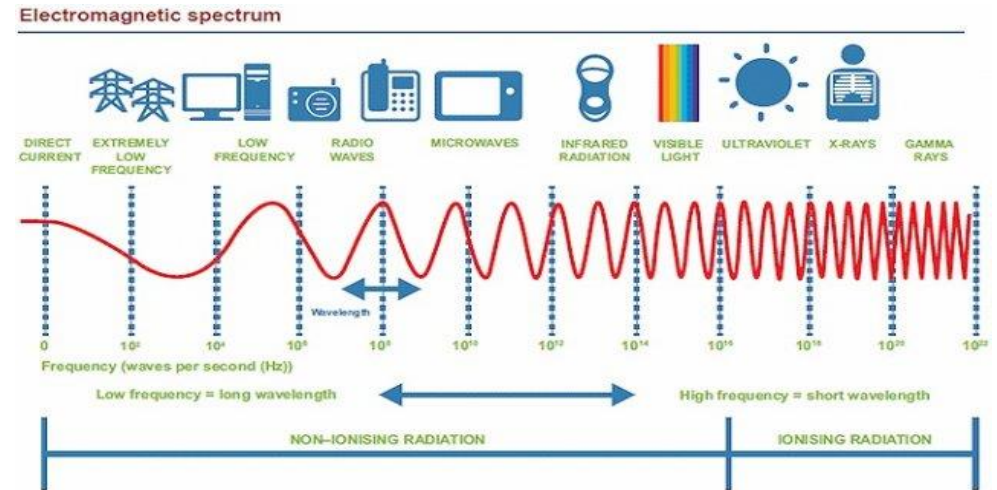 Electromagnetic spectrum
DIRECT CURRENT
EXTREMELY LOW FREQUENCY
LOW FREQUENCY
RADIO WAVES
MICROWAVES
INFRARED RADIATION
VISIBLE LIGHT
ULTRAVIOLET
X-RAYS
GAMMA RAYS
Wavelength
0 10² 10⁴ 10⁶ 10⁸ 10¹⁰ 10¹² 10¹⁴ 10¹⁶ 10¹⁸ 10²⁰ 10²²
Frequency (waves per second (Hz))
Low frequency = long wavelength
High frequency = short wavelength
NON–IONISING RADIATION
IONISING RADIATION